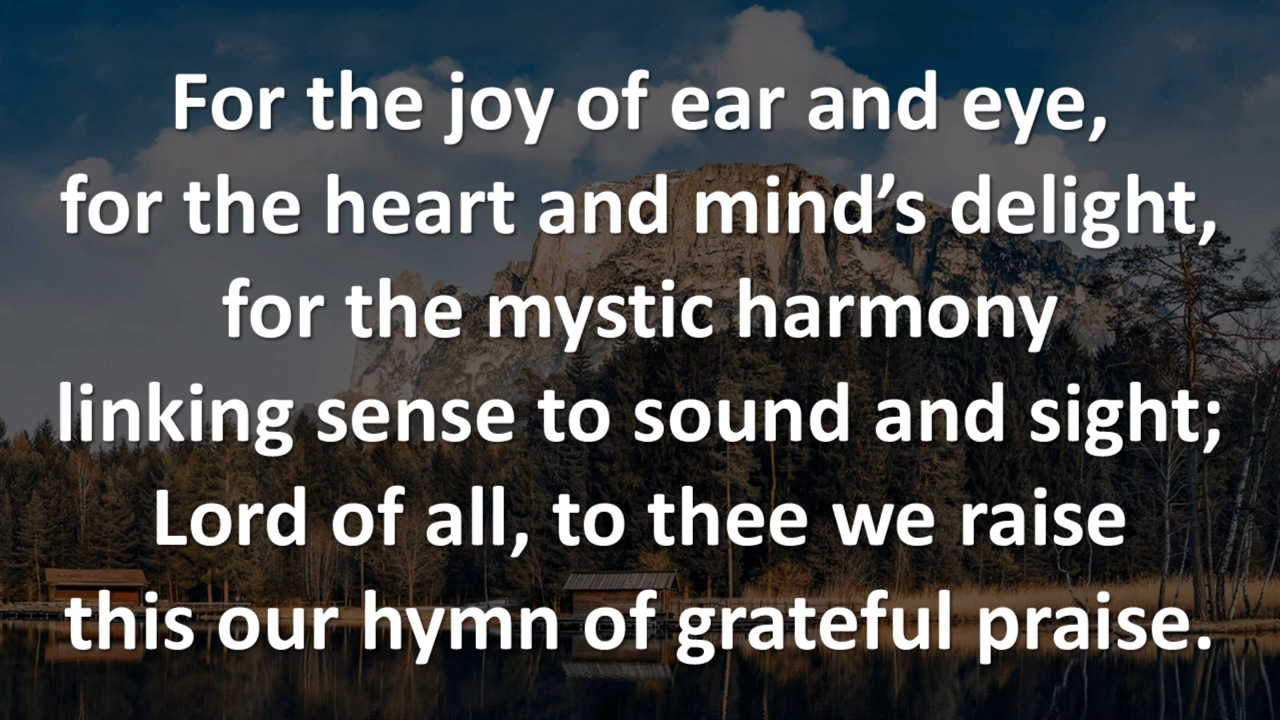 For the joy of ear and eye,
for the heart and mind’s delight,
for the mystic harmony
linking sense to sound and sight;
Lord of all, to thee we raise
this our hymn of grateful praise.